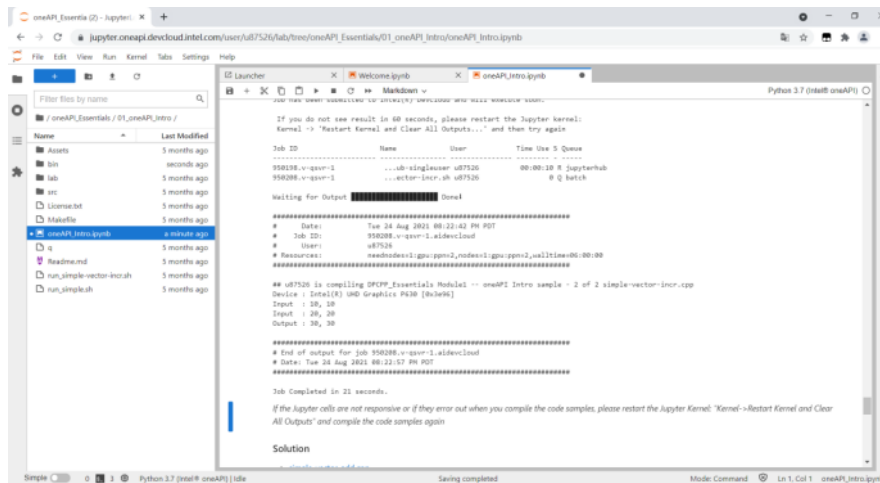 oneAPI_Essentia (2) - JupyterL
jupyter.oneapi.devcloud.intel.com/user/u87526/lab/tree/oneAPI_Essentials/01_oneAPI_Intro/oneAPI_Intro.ipynb
File Edit View Run Kernel Tabs Settings Help
Launcher Welcome.ipynb oneAPI_Intro.ipynb
Markdown Python 3.7 (Intel® oneAPI)
Filter files by name
/ oneAPI_Essentials / 01_oneAPI_Intro /
Name Last Modified
Assets 5 months ago
bin seconds ago
lab 5 months ago
src 5 months ago
License.txt 5 months ago
Makefile 5 months ago
oneAPI_Intro.ipynb a minute ago
q 5 months ago
Readme.md 5 months ago
run_simple-vector-incr.sh 5 months ago
run_simple.sh 5 months ago
Job has been submitted to Intel(R) DevCloud and will execute soon.
If you do not see result in 60 seconds, please restart the Jupyter kernel:
Kernel -> 'Restart Kernel and Clear All Outputs...' and then try again
Job ID Name User Time Use S Queue
950198.v-qsvr-1 ...ub-singleuser u87526 00:00:10 R jupyterhub
950208.v-qsvr-1 ...ector-incr.sh u87526 0 Q batch
Waiting for Output Done!
########################################################################
# Date: Tue 24 Aug 2021 08:22:42 PM PDT
# Job ID: 950208.v-qsvr-1.aidevcloud
# User: u87526
# Resources: neednodes=1:gpu:ppn=2,nodes=1:gpu:ppn=2,walltime=06:00:00
########################################################################
## u87526 is compiling DPCPP_Essentials Module1 -- oneAPI Intro sample - 2 of 2 simple-vector-incr.cpp
Device : Intel(R) UHD Graphics P630 [0x3e96]
Input : 10, 10
Input : 20, 20
Output : 30, 30
########################################################################
# End of output for job 950208.v-qsvr-1.aidevcloud
# Date: Tue 24 Aug 2021 08:22:57 PM PDT
########################################################################
Job Completed in 21 seconds.
If the Jupyter cells are not responsive or if they error out when you compile the code samples, please restart the Jupyter Kernel: "Kernel->Restart Kernel and Clear
All Outputs" and compile the code samples again
Solution
Simple 0 3 Python 3.7 (Intel® oneAPI) | Idle Saving completed Mode: Command Ln 1, Col 1 oneAPI_Intro.ipyn